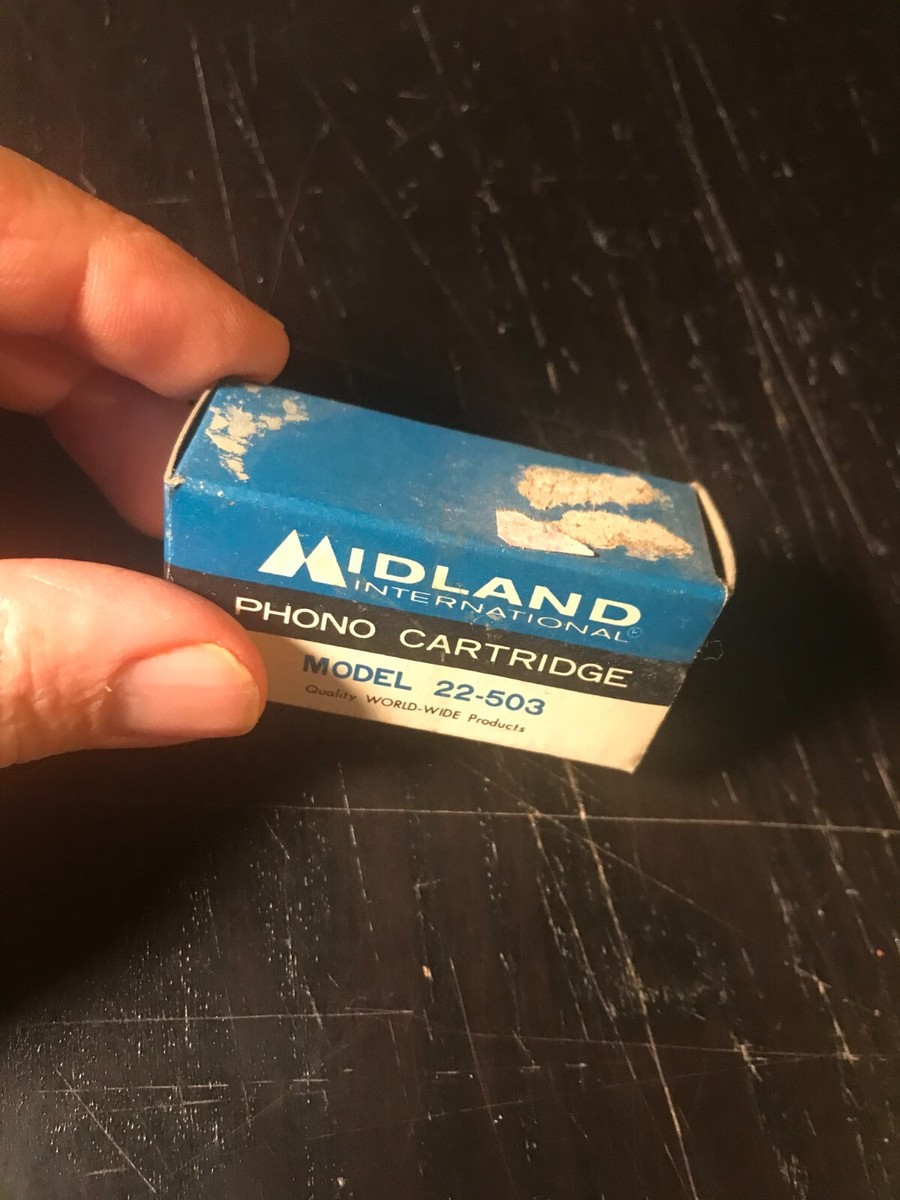 MIDLAND
INTERNATIONAL
PHONO CARTRIDGE
MODEL 22-503
Quality WORLD-WIDE Products